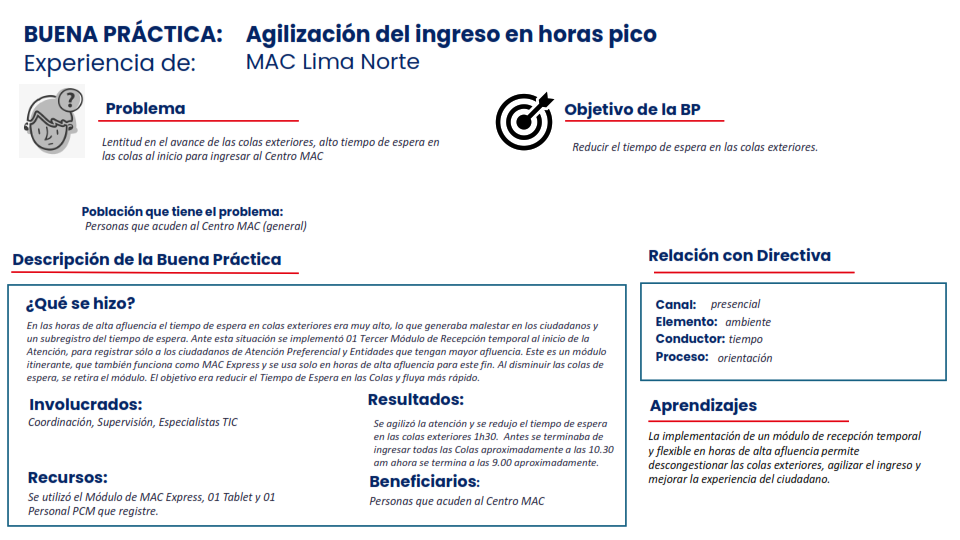 BUENA PRÁCTICA: Agilización del ingreso en horas pico
Experiencia de: MAC Lima Norte
?
Problema
Lentitud en el avance de las colas exteriores, alto tiempo de espera en
las colas al inicio para ingresar al Centro MAC
Objetivo de la BP
Reducir el tiempo de espera en las colas exteriores.
Población que tiene el problema:
Personas que acuden al Centro MAC (general)
Descripción de la Buena Práctica
¿Qué se hizo?
En las horas de alta afluencia el tiempo de espera en colas exteriores era muy alto, lo que generaba malestar en los ciudadanos y
un subregistro del tiempo de espera. Ante esta situación se implementó 01 Tercer Módulo de Recepción temporal al inicio de la
Atención, para registrar sólo a los ciudadanos de Atención Preferencial y Entidades que tengan mayor afluencia. Este es un módulo
itinerante, que también funciona como MAC Express y se usa solo en horas de alta afluencia para este fin. Al disminuir las colas de
espera, se retira el módulo. El objetivo era reducir el Tiempo de Espera en las Colas y fluya más rápido.
Involucrados:
Coordinación, Supervisión, Especialistas TIC
Recursos:
Se utilizó el Módulo de MAC Express, 01 Tablet y 01
Personal PCM que registre.
Resultados:
Se agilizó la atención y se redujo el tiempo de espera
en las colas exteriores 1h30. Antes se terminaba de
ingresar todas las Colas aproximadamente a las 10.30
am ahora se termina a las 9.00 aproximadamente.
Beneficiarios:
Personas que acuden al Centro MAC
Relación con Directiva
Canal: presencial
Elemento: ambiente
Conductor: tiempo
Proceso: orientación
Aprendizajes
La implementación de un módulo de recepción temporal
y flexible en horas de alta afluencia permite
descongestionar las colas exteriores, agilizar el ingreso y
mejorar la experiencia del ciudadano.